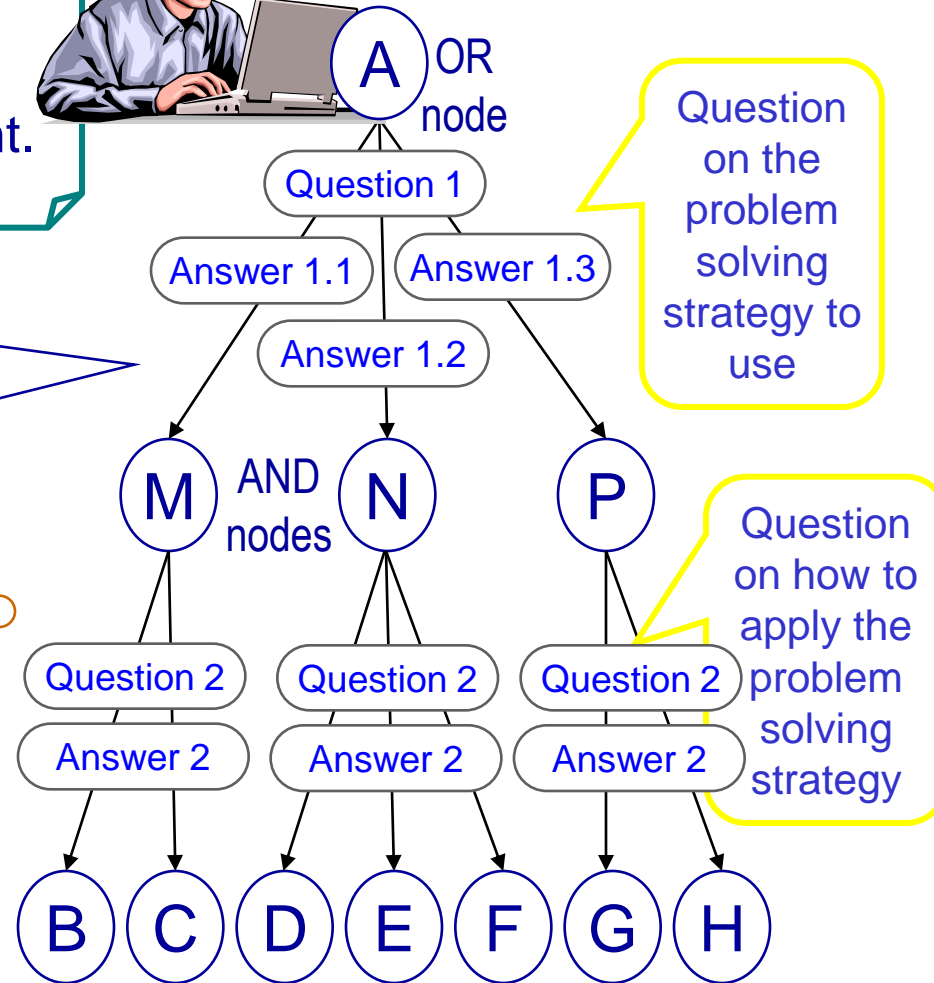 A
OR
node
nt.
Question 1
Answer 1.1
Answer 1.3
Answer 1.2
Question
on the
problem
solving
strategy to
use
M
AND
nodes
N
P
Question
on how to
apply the
problem
solving
strategy
Question 2
Question 2
Question 2
Answer 2
Answer 2
Answer 2
B
C
D
E
F
G
H